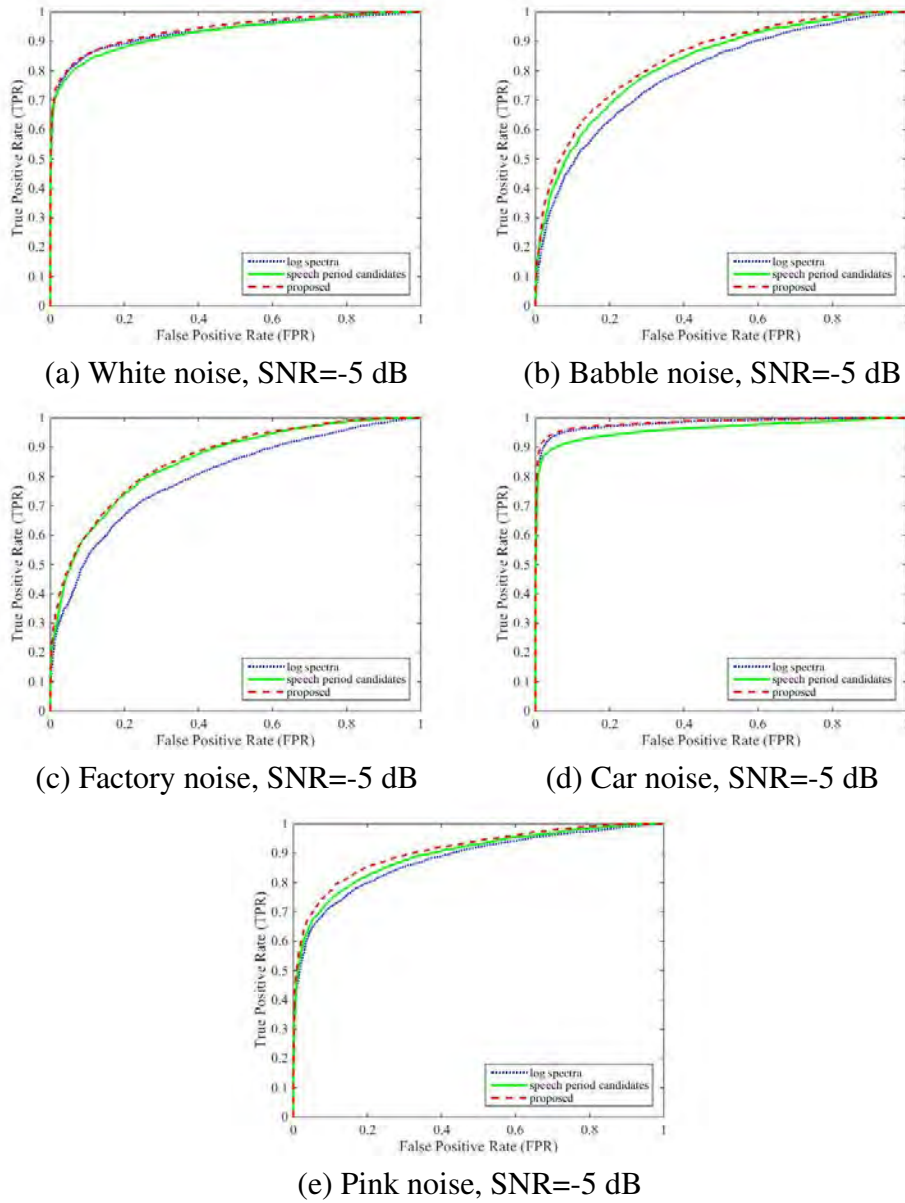 1
0.9
0.8
0.7
0.6
0.5
0.4
0.3
0.2
0.1
0
True Positive Rate (TPR)
log spectra
speech period candidates
proposed
0 0.2 0.4 0.6 0.8 1
False Positive Rate (FPR)
(a) White noise, SNR=-5 dB
1
0.9
0.8
0.7
0.6
0.5
0.4
0.3
0.2
0.1
0
True Positive Rate (TPR)
log spectra
speech period candidates
proposed
0 0.2 0.4 0.6 0.8
False Positive Rate (FPR)
(b) Babble noise, SNR=-5 dB
1
0.9
0.8
0.7
0.6
0.5
0.4
0.3
0.2
0.1
0
True Positive Rate (TPR)
log spectra
speech period candidates
proposed
0 0.2 0.4 0.6 0.8 1
False Positive Rate (FPR)
(c) Factory noise, SNR=-5 dB
1
0.9
0.8
0.7
0.6
0.5
0.4
0.3
0.2
0.1
0
True Positive Rate (TPR)
log spectra
speech period candidates
proposed
0 0.2 0.4 0.6 0.8
False Positive Rate (FPR)
(d) Car noise, SNR=-5 dB
1
0.9
0.8
0.7
0.6
0.5
0.4
0.3
0.2
0.1
0
True Positive Rate (TPR)
log spectra
speech period candidates
proposed
0 0.2 0.4 0.6 0.8 1
False Positive Rate (FPR)
(e) Pink noise, SNR=-5 dB